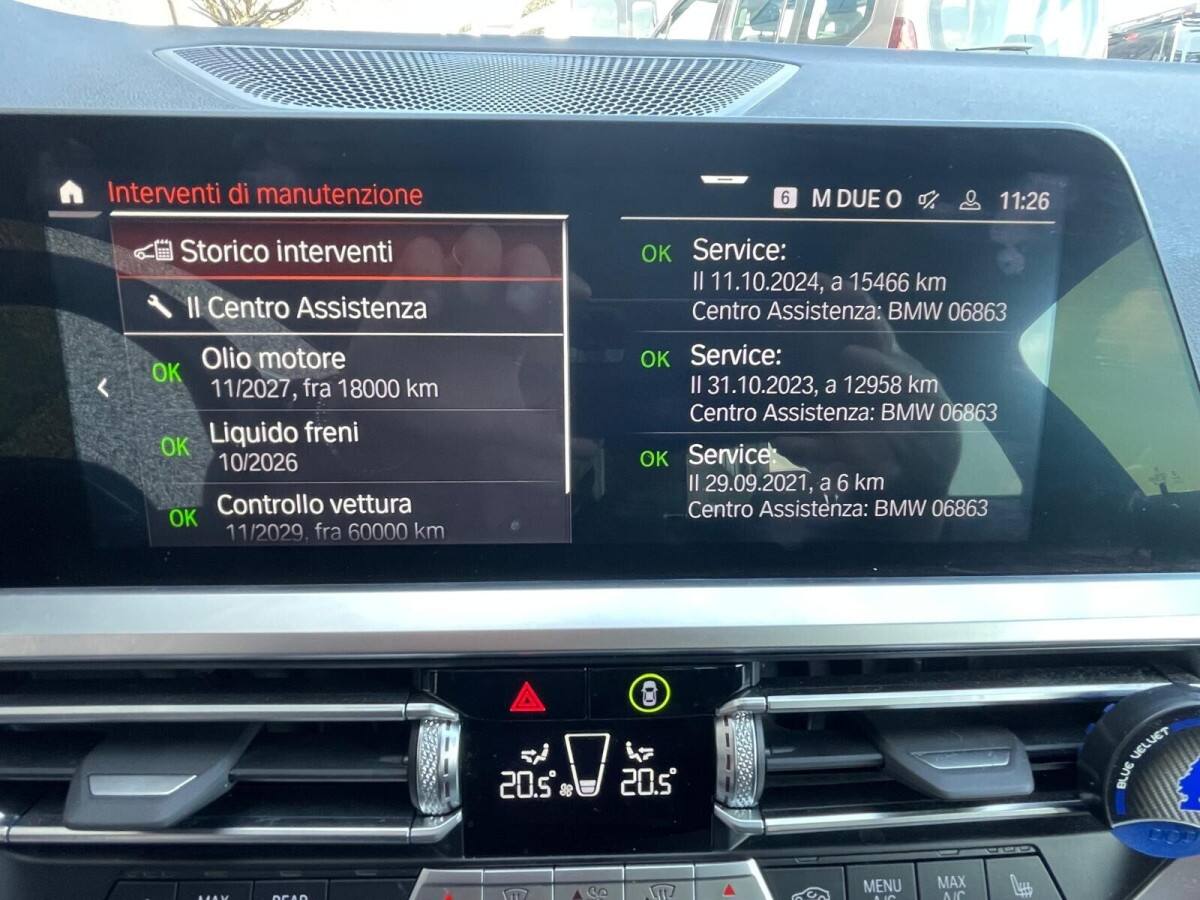 Interventi di manutenzione
6 M DUE O 11:26
Storico interventi
Il Centro Assistenza
OK Olio motore
11/2027, fra 18000 km
OK Liquido freni
10/2026
OK Controllo vettura
11/2029, fra 60000 km
OK Service:
Il 11.10.2024, a 15466 km
Centro Assistenza: BMW 06863
OK Service:
Il 31.10.2023, a 12958 km
Centro Assistenza: BMW 06863
OK Service:
Il 29.09.2021, a 6 km
Centro Assistenza: BMW 06863
20.5° 20.5°
BLUE VELVET
MAX
REAR
MENU
A/C
MAX
A/C